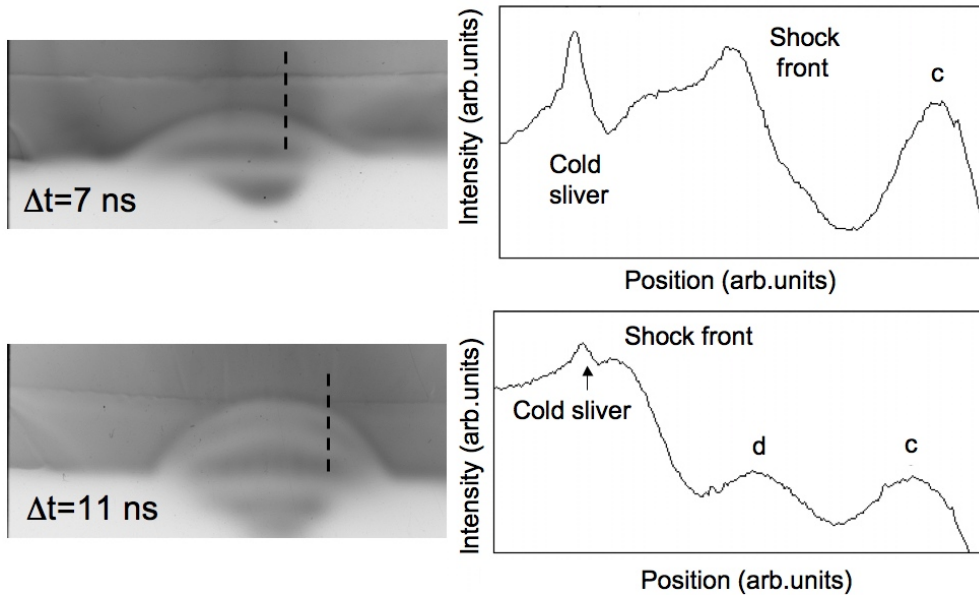 Δt=7 ns
Intensity (arb.units)
Shock
front
c
Cold
sliver
Position (arb.units)
Δt=11 ns
Intensity (arb.units)
Shock front
Cold sliver
d
c
Position (arb.units)